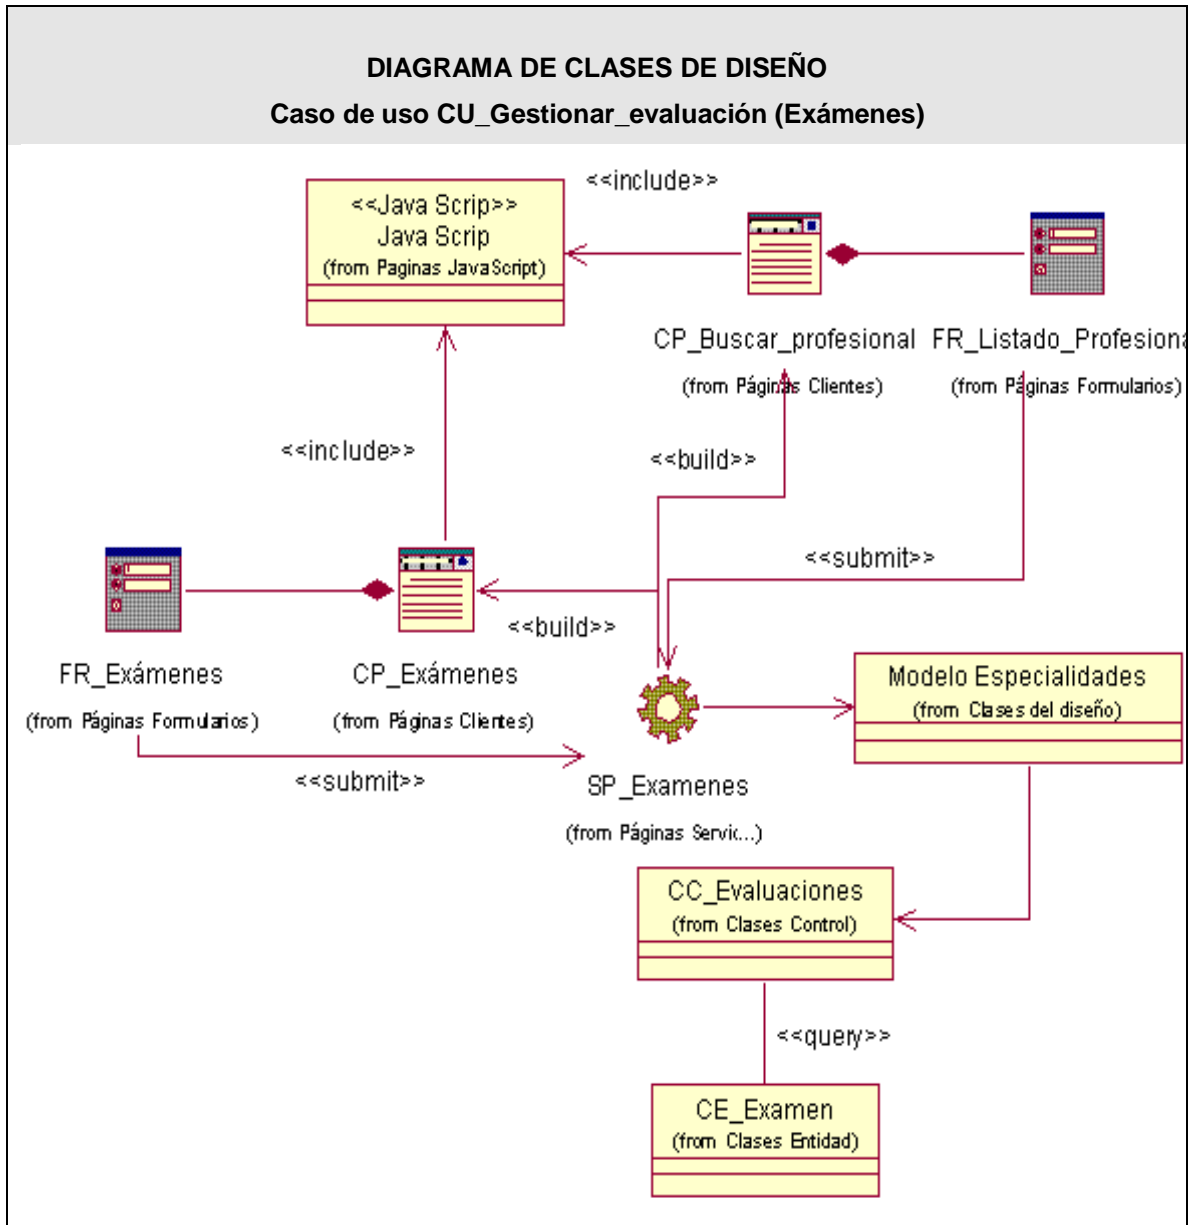 DIAGRAMA DE CLASES DE DISEÑO
Caso de uso CU_Gestionar_evaluación (Exámenes)
<<include>>
<<Java Scrip>>
Java Scrip
(from Paginas JavaScript)
CP_Buscar_profesional
(from Páginas Clientes)
FR_Listado_Profesiona
(from Páginas Formularios)
<<include>>
<<build>>
<<submit>>
<<build>>
FR_Exámenes
(from Páginas Formularios)
CP_Exámenes
(from Páginas Clientes)
Modelo Especialidades
(from Clases del diseño)
<<submit>>
SP_Examenes
(from Páginas Servic...)
CC_Evaluaciones
(from Clases Control)
<<query>>
CE_Examen
(from Clases Entidad)